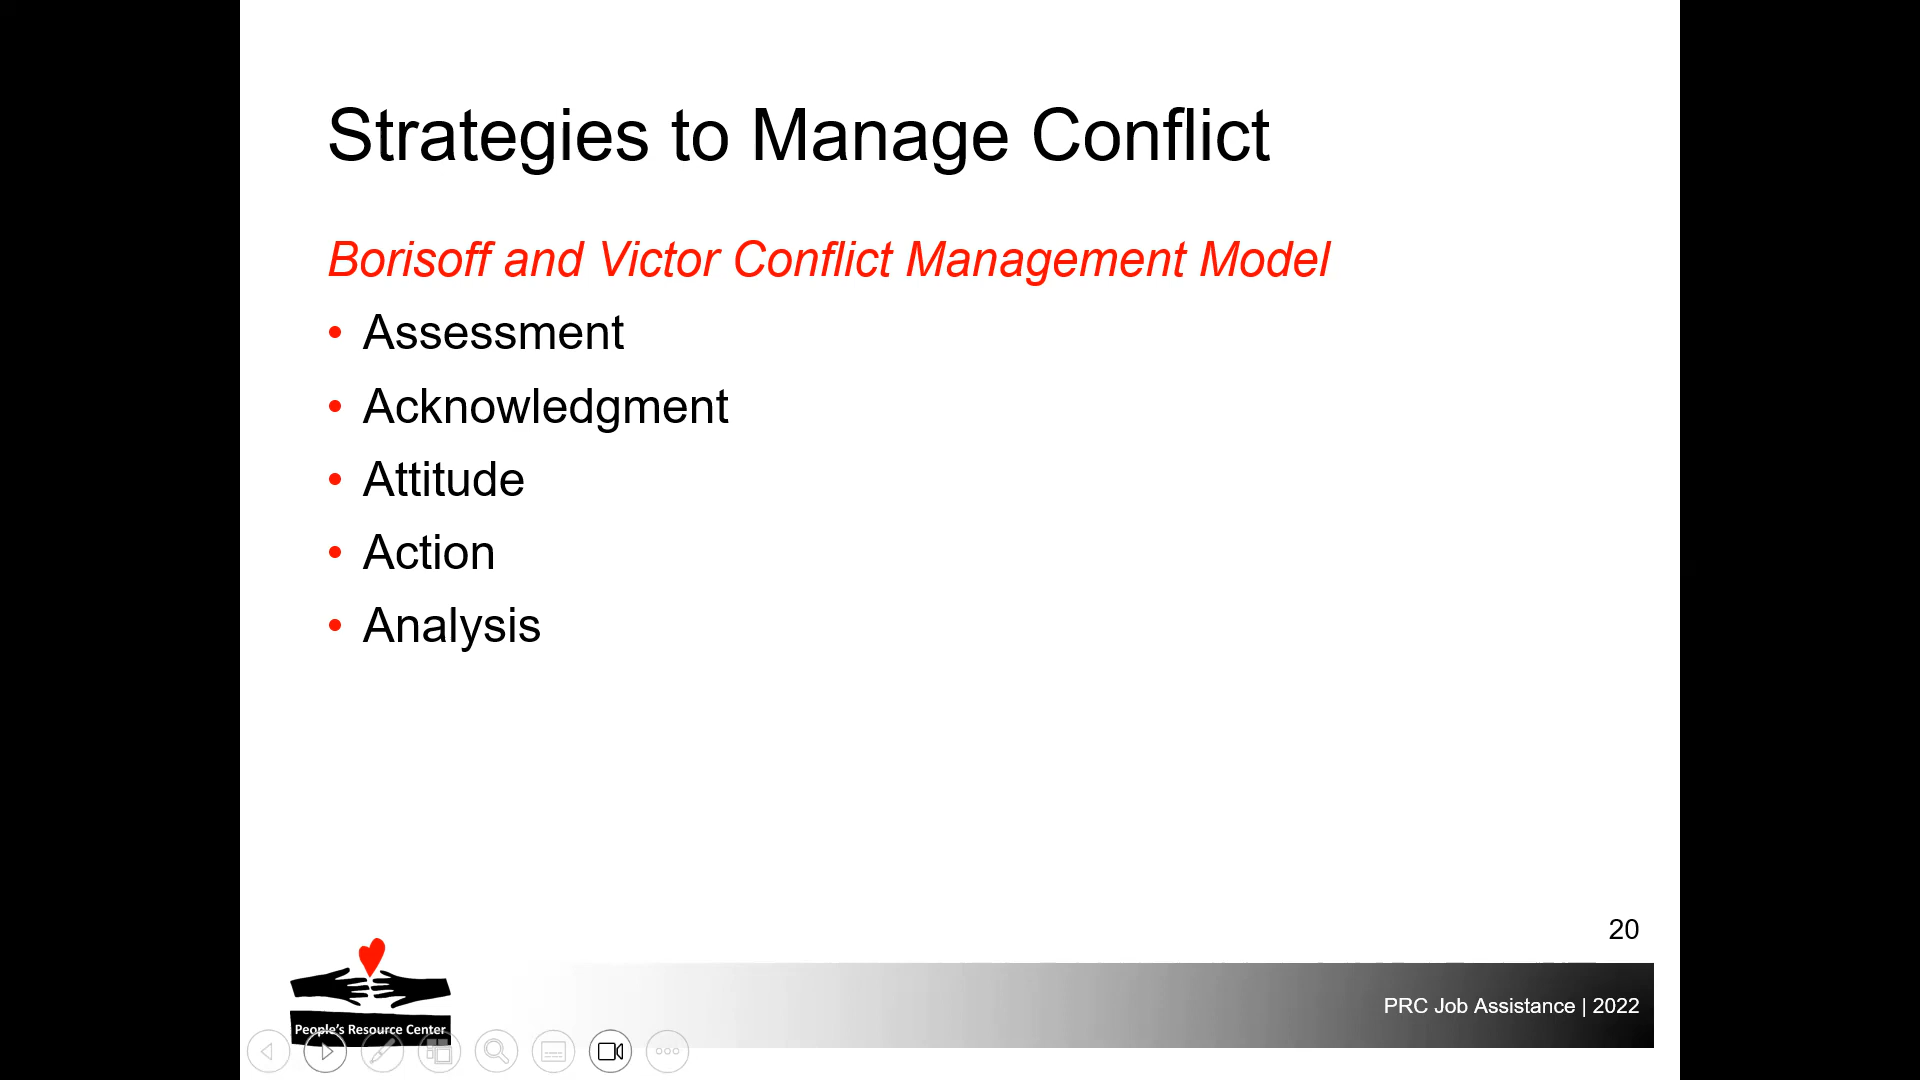 Strategies to Manage Conflict
Borisoff and Victor Conflict Management Model
• Assessment
• Acknowledgment
• Attitude
• Action
• Analysis
20
People's Resource Center
PRC Job Assistance | 2022